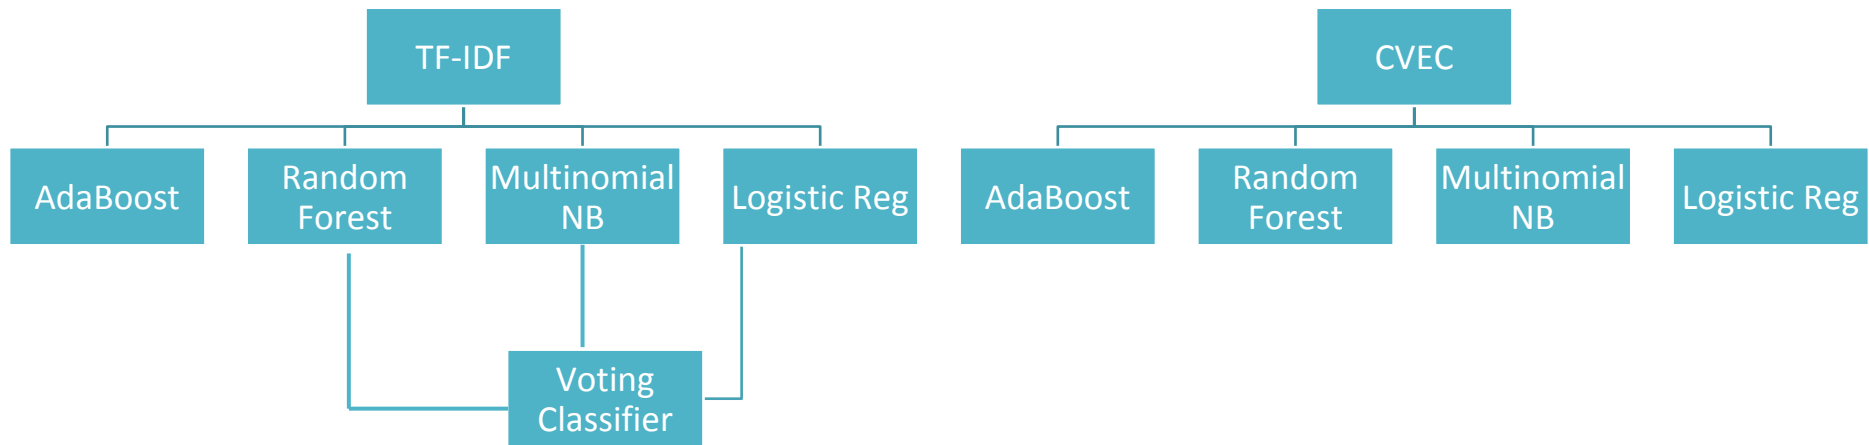 TF-IDF
AdaBoost
Random
Forest
Multinomial
NB
Logistic Reg
Voting
Classifier
CVEC
AdaBoost
Random
Forest
Multinomial
NB
Logistic Reg